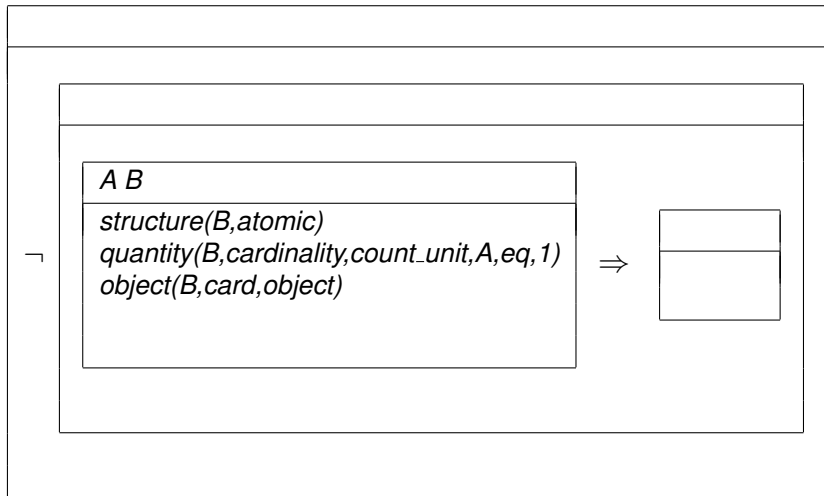 A B
structure(B,atomic)
¬ quantity(B,cardinality,count_unit,A,eq,1) ⇒
object(B,card,object)